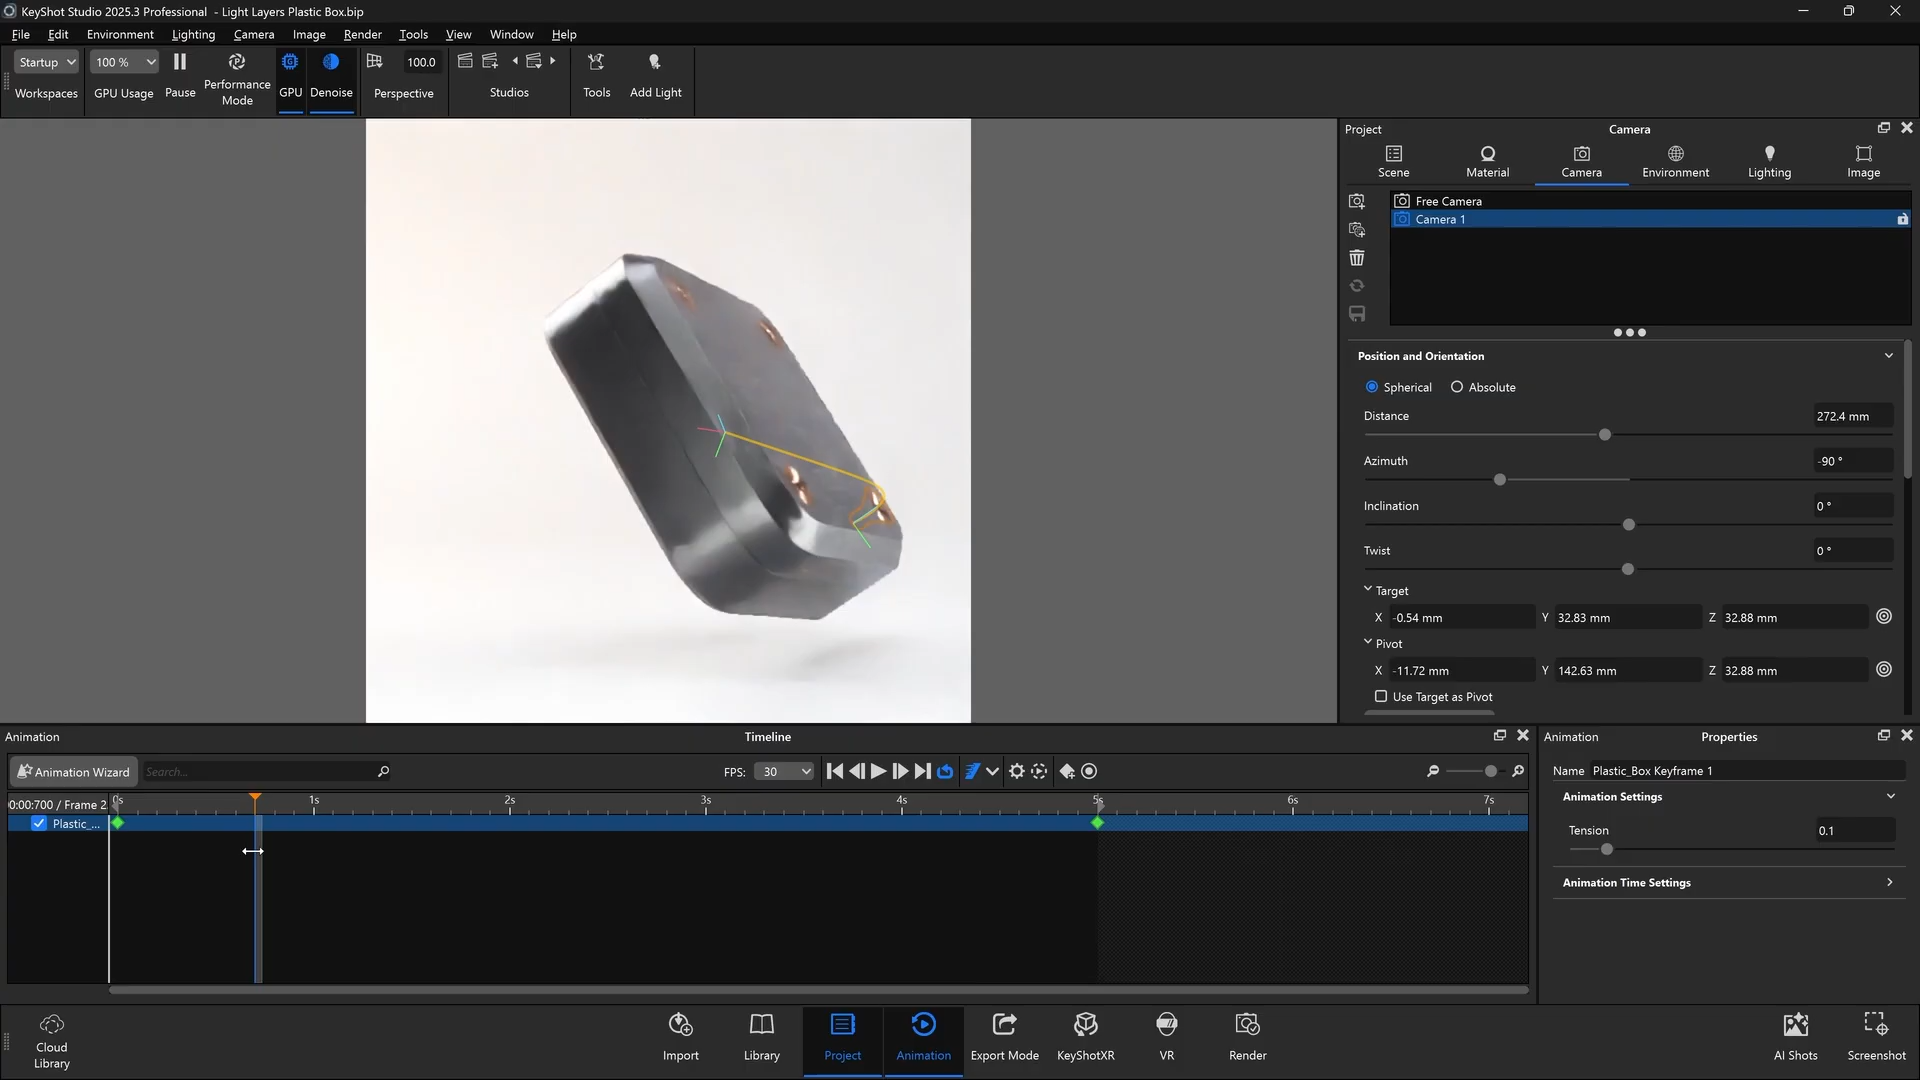 KeyShot Studio 2025.3 Professional - Light Layers Plastic Box.bip
File Edit Environment Lighting Camera Image Render Tools View Window Help
Startup 100 % 100.0
Workspaces GPU Usage Pause Performance Mode GPU Denoise Perspective Studios Tools Add Light
Project Camera
Scene Material Camera Environment Lighting Image
Free Camera
Camera 1
Position and Orientation
Spherical Absolute
Distance 272.4 mm
Azimuth -90 °
Inclination 0 °
Twist 0 °
Target
X -0.54 mm Y 32.83 mm Z 32.88 mm
Pivot
X -11.72 mm Y 142.63 mm Z 32.88 mm
Use Target as Pivot
Animation Timeline
Animation Wizard Search... FPS: 30
0:00:700 / Frame 2 0s 1s 2s 3s 4s 5s 6s 7s
Plastic_...
Animation Properties
Name Plastic_Box Keyframe 1
Animation Settings
Tension 0.1
Animation Time Settings
Cloud Library Import Library Project Animation Export Mode KeyShotXR VR Render AI Shots Screenshot